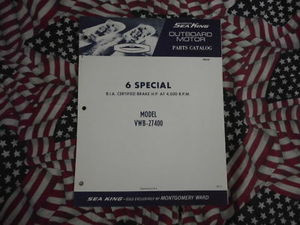 SEA KING
OUTBOARD
MOTOR
PARTS CATALOG
6 SPECIAL
B.I.A. CERTIFIED BRAKE H.P. AT 4,500 R.P.M.
MODEL
VWB-27400
SEA KING - SOLD EXCLUSIVELY BY MONTGOMERY WARD